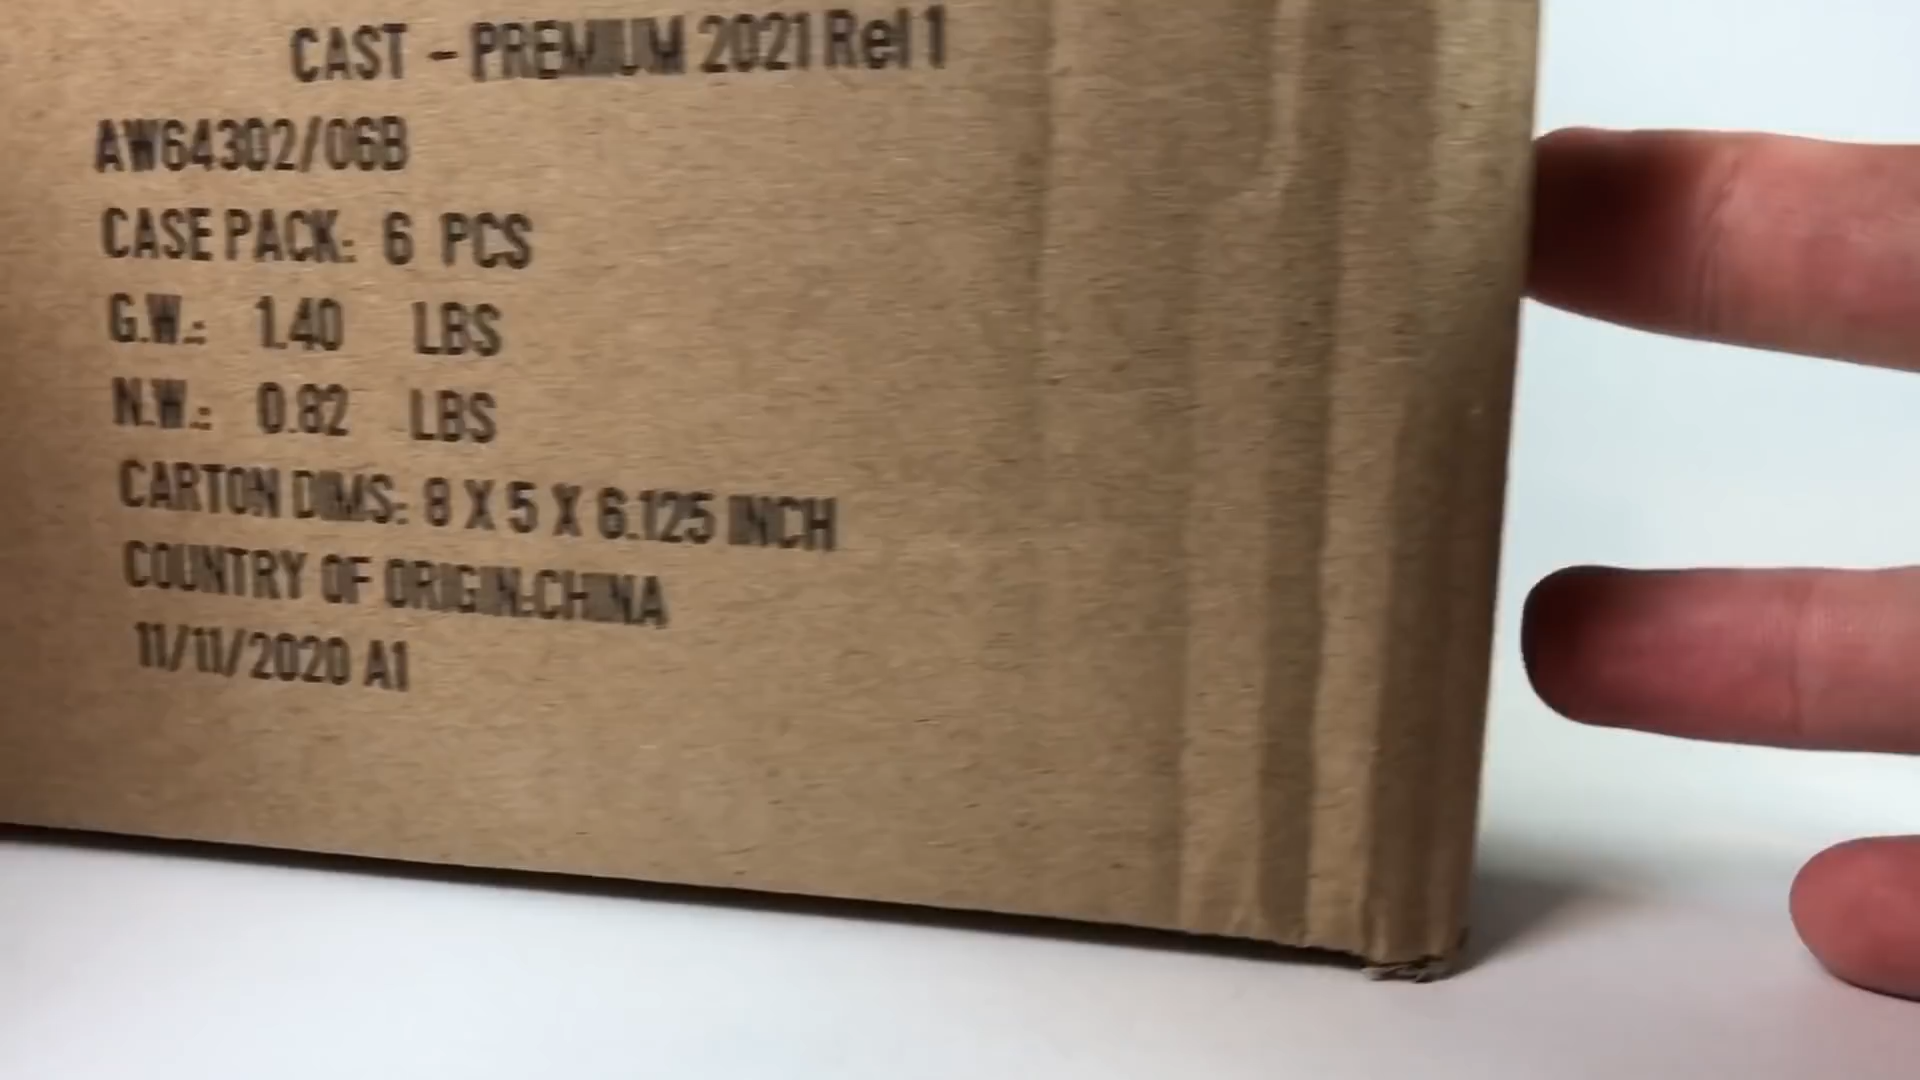 CAST - PREMIUM 2021 Rel 1
AW64302/06B
CASE PACK: 6 PCS
G.W.: 1.40 LBS
N.W.: 0.82 LBS
CARTON DIMS: 8 X 5 X 6.125 INCH
COUNTRY OF ORIGIN:CHINA
11/11/2020 A1